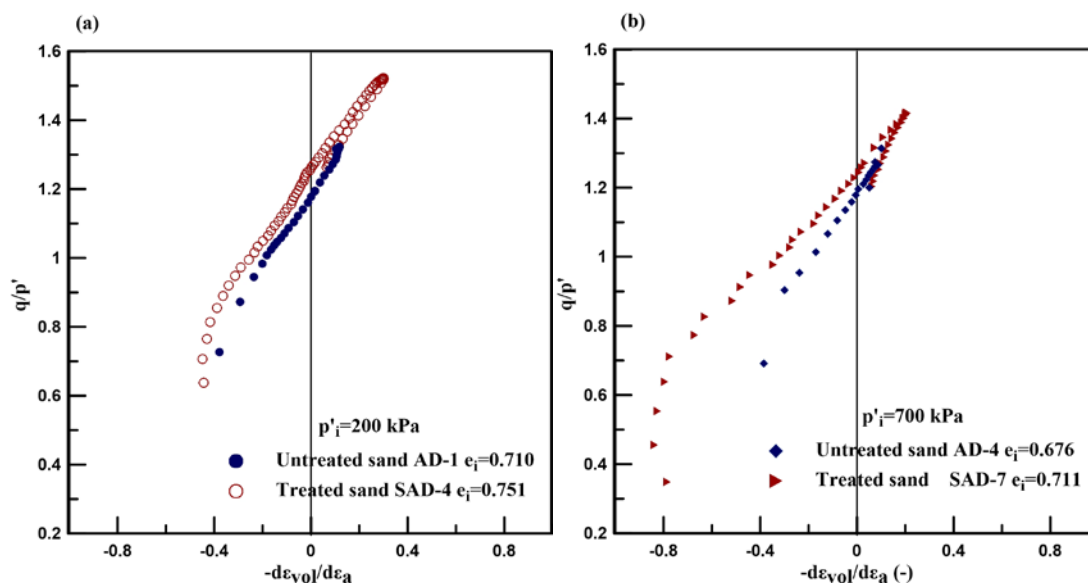 (a)
1.6
1.4
1.2
1
0.8
0.6
0.4
0.2
q/p'
-0.8 -0.4 0 0.4 0.8
-dεvol/dεa
p'i=200 kPa
Untreated sand AD-1 ei=0.710
Treated sand SAD-4 ei=0.751
(b)
1.6
1.4
1.2
1
0.8
0.6
0.4
0.2
q/p'
-0.8 -0.4 0 0.4 0.8
-dεvol/dεa (-)
p'i=700 kPa
Untreated sand AD-4 ei=0.676
Treated sand SAD-7 ei=0.711